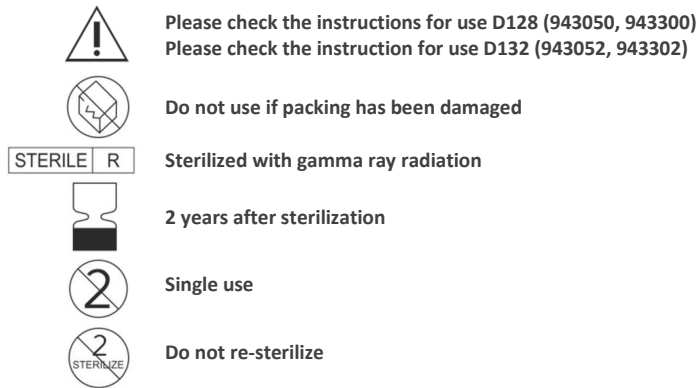 Please check the instructions for use D128 (943050, 943300)
Please check the instruction for use D132 (943052, 943302)
Do not use if packing has been damaged
STERILE R Sterilized with gamma ray radiation
2 years after sterilization
2 Single use
2
STERILIZE Do not re-sterilize